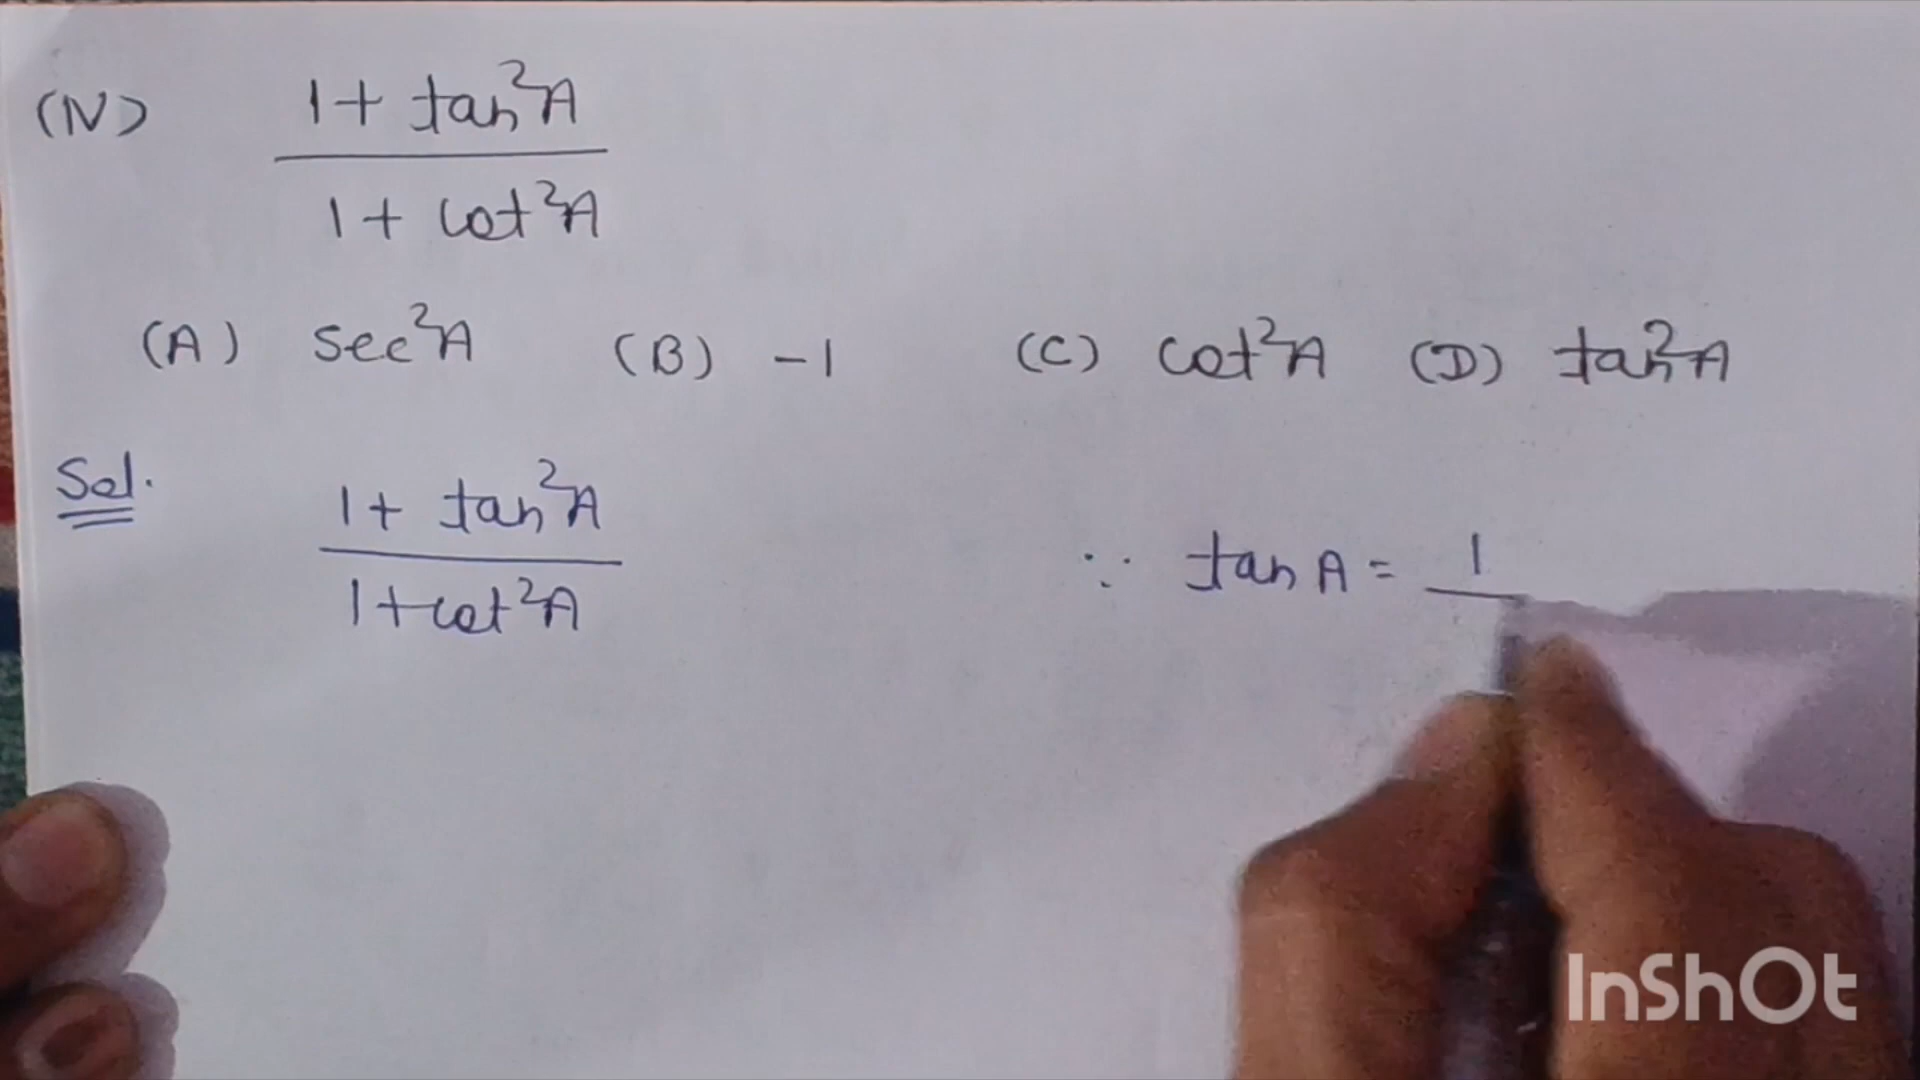 (IV) 1 + tan²A
1 + cot²A
(A) sec²A (B) -1 (C) cot²A (D) tan²A
Sol. 1 + tan²A
1 + cot²A
∵ tan A = 1
InShOt